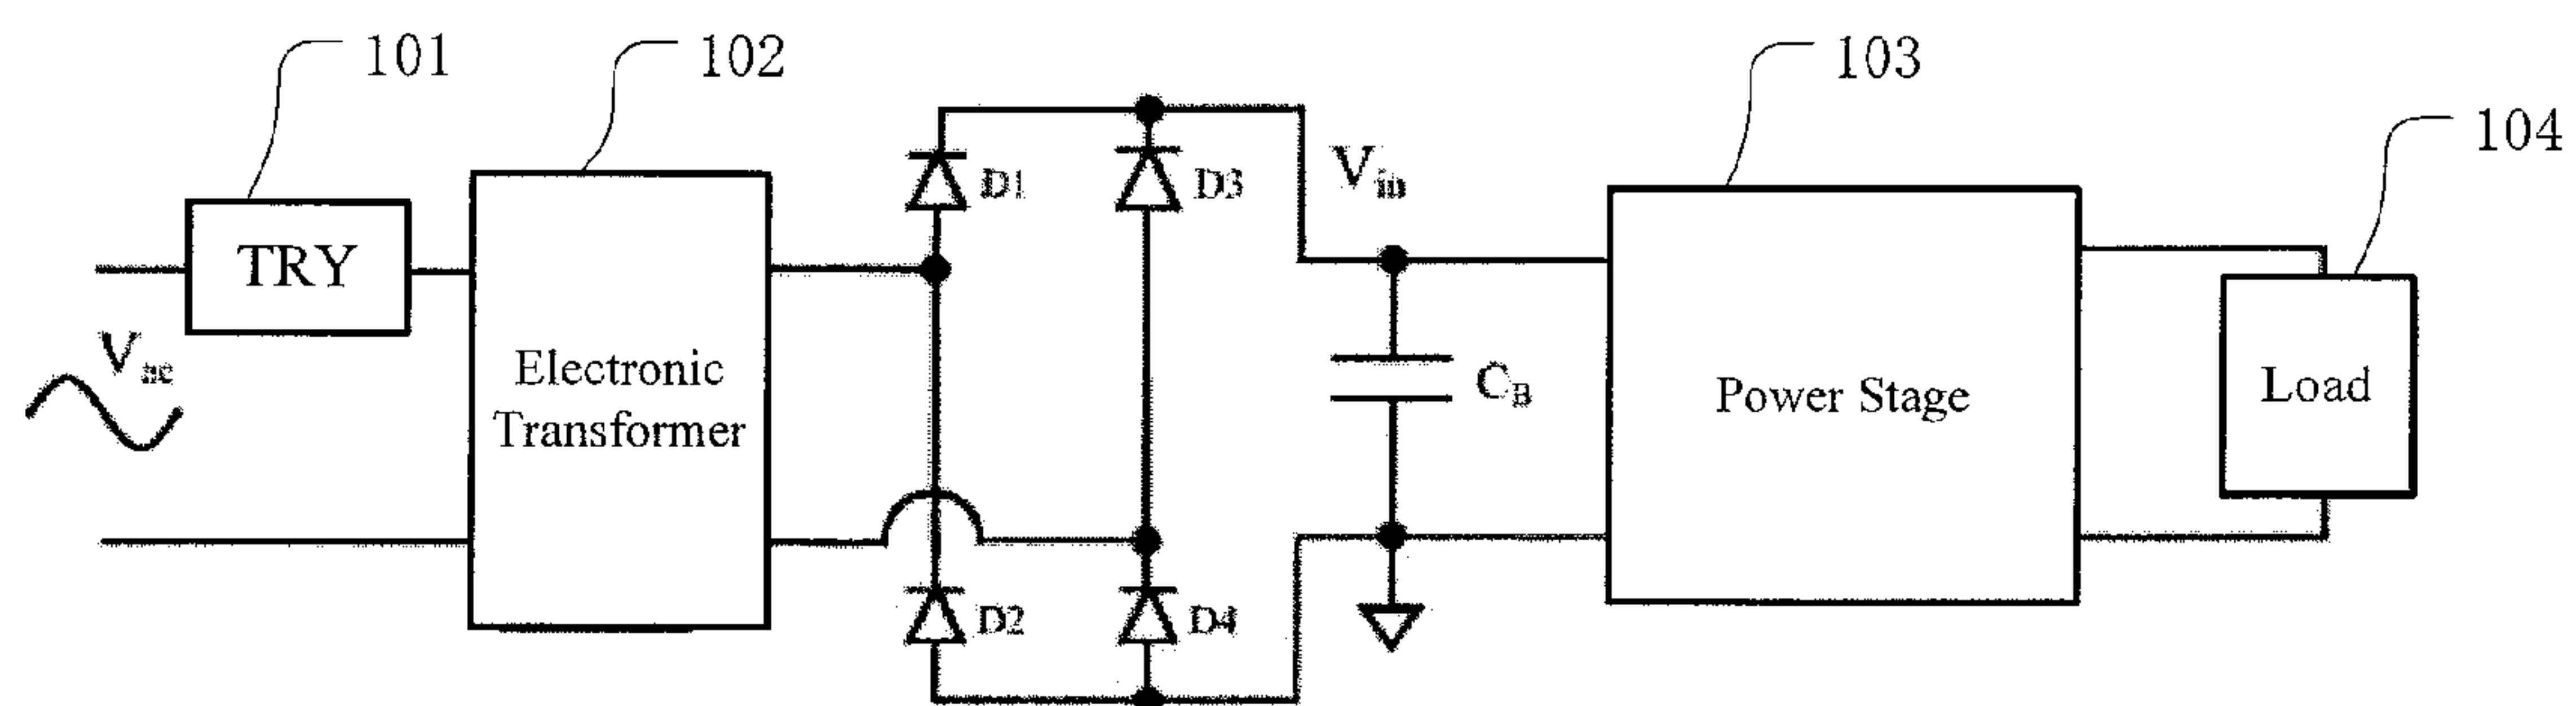 101
102
103
104
TRY
Vac
Electronic
Transformer
D1
D3
Vin
D2
D4
CB
Power Stage
Load